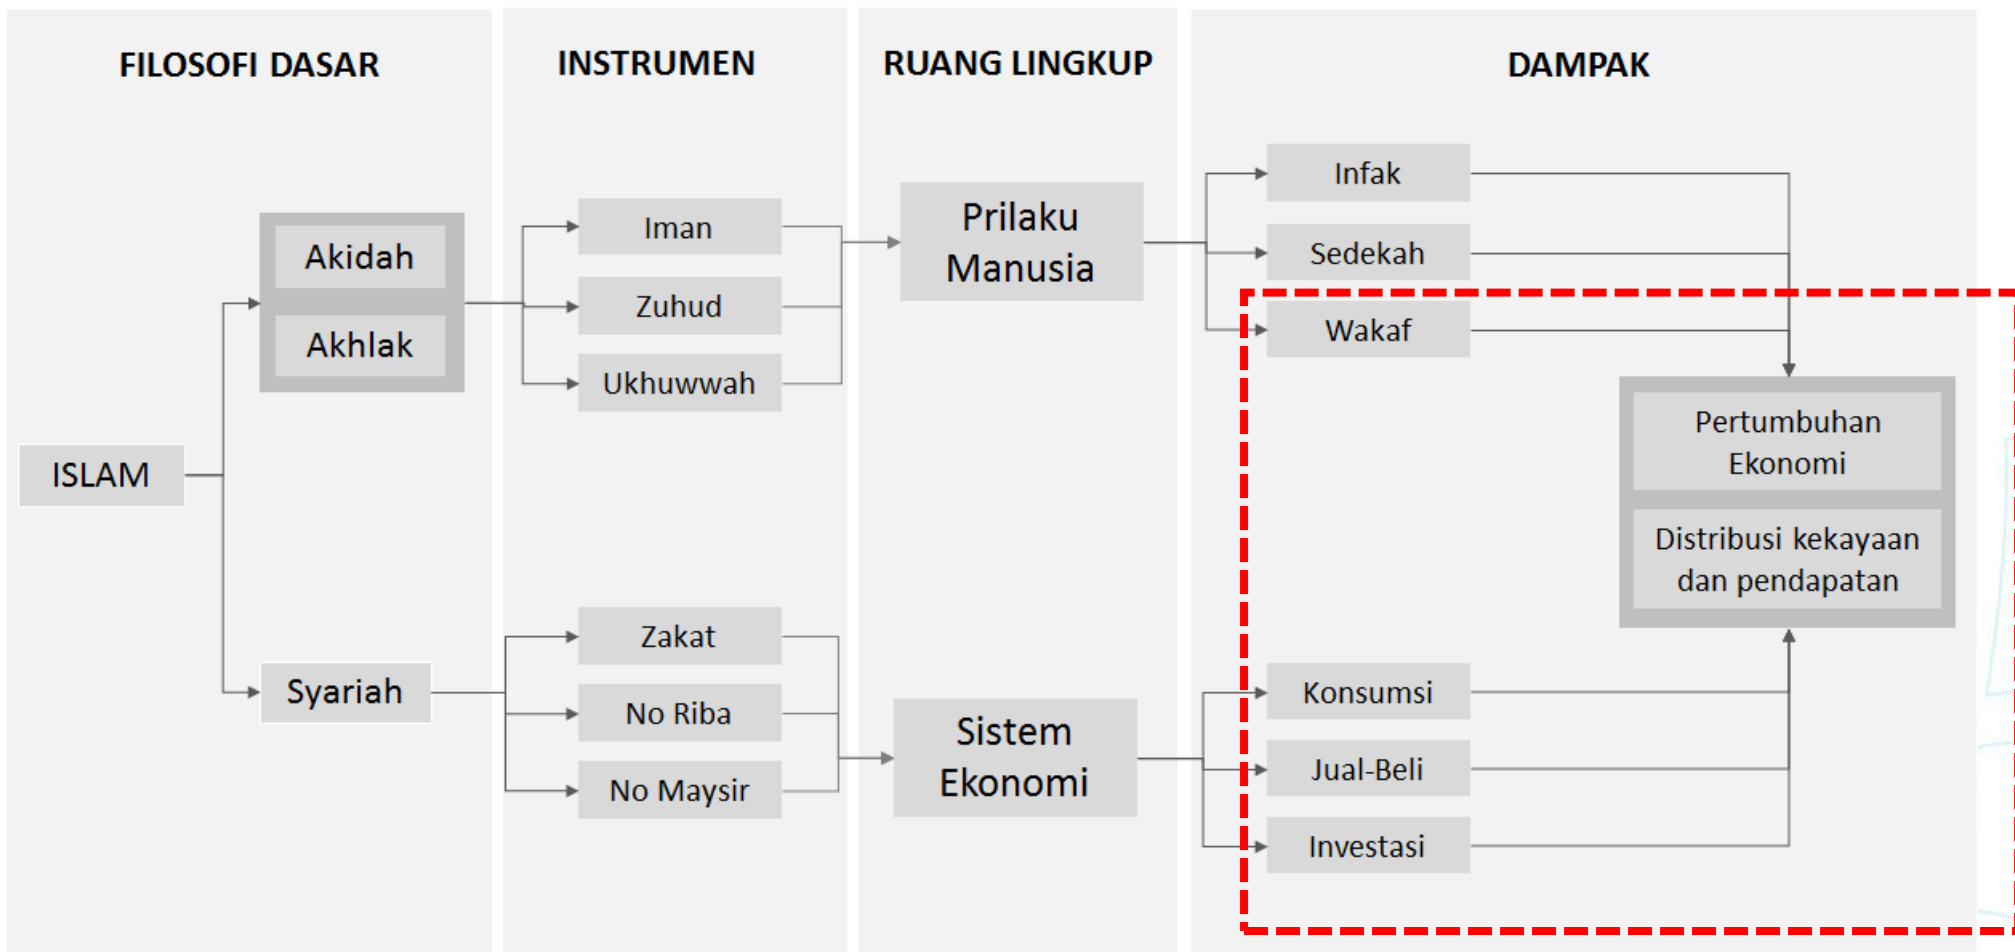 FILOSOFI DASAR
INSTRUMEN
RUANG LINGKUP
DAMPAK
ISLAM
Akidah
Akhlak
Syariah
Iman
Zuhud
Ukhuwwah
Zakat
No Riba
No Maysir
Prilaku
Manusia
Sistem
Ekonomi
Infak
Sedekah
Wakaf
Konsumsi
Jual-Beli
Investasi
Pertumbuhan
Ekonomi
Distribusi kekayaan
dan pendapatan